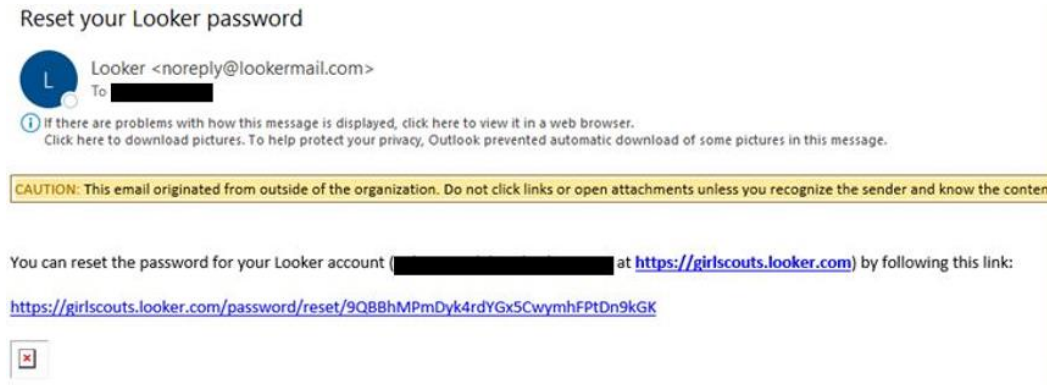 Reset your Looker password
L
Looker <noreply@lookermail.com>
To
If there are problems with how this message is displayed, click here to view it in a web browser.
Click here to download pictures. To help protect your privacy, Outlook prevented automatic download of some pictures in this message.
CAUTION: This email originated from outside of the organization. Do not click links or open attachments unless you recognize the sender and know the conten
You can reset the password for your Looker account ( at https://girlscouts.looker.com) by following this link:
https://girlscouts.looker.com/password/reset/9QBBhMPmDyk4rdYGx5CwymhFPtDn9kGK